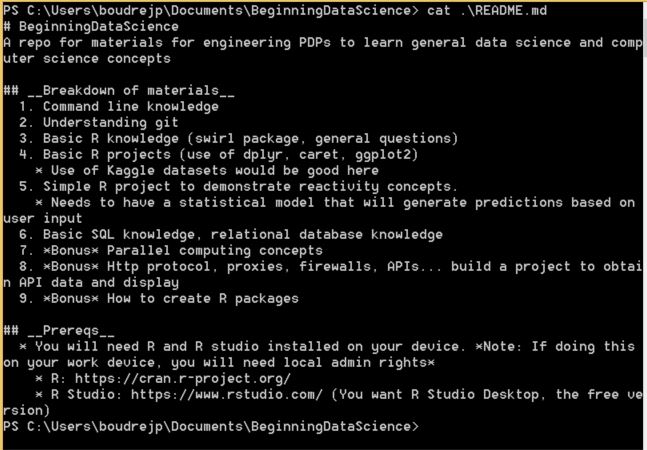 PS C:\Users\boudrejp\Documents\BeginningDataScience> cat .\README.md
# BeginningDataScience
A repo for materials for engineering PDPs to learn general data science and comp
uter science concepts
## __Breakdown of materials__
1. Command line knowledge
2. Understanding git
3. Basic R knowledge (swirl package, general questions)
4. Basic R projects (use of dplyr, caret, ggplot2)
* Use of Kaggle datasets would be good here
5. Simple R project to demonstrate reactivity concepts.
* Needs to have a statistical model that will generate predictions based on
user input
6. Basic SQL knowledge, relational database knowledge
7. *Bonus* Parallel computing concepts
8. *Bonus* Http protocol, proxies, firewalls, APIs... build a project to obtai
n API data and display
9. *Bonus* How to create R packages
## __Prereqs__
* You will need R and R studio installed on your device. *Note: If doing this
on your work device, you will need local admin rights*
* R: https://cran.r-project.org/
* R Studio: https://www.rstudio.com/ (You want R Studio Desktop, the free ve
rsion)
PS C:\Users\boudrejp\Documents\BeginningDataScience>